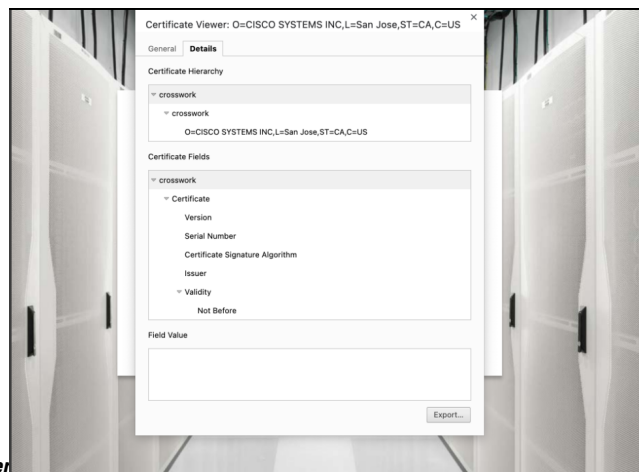 Certificate Viewer: O=CISCO SYSTEMS INC,L=San Jose,ST=CA,C=US
×
General Details
Certificate Hierarchy
crosswork
crosswork
O=CISCO SYSTEMS INC,L=San Jose,ST=CA,C=US
Certificate Fields
crosswork
Certificate
Version
Serial Number
Certificate Signature Algorithm
Issuer
Validity
Not Before
Field Value
Export...